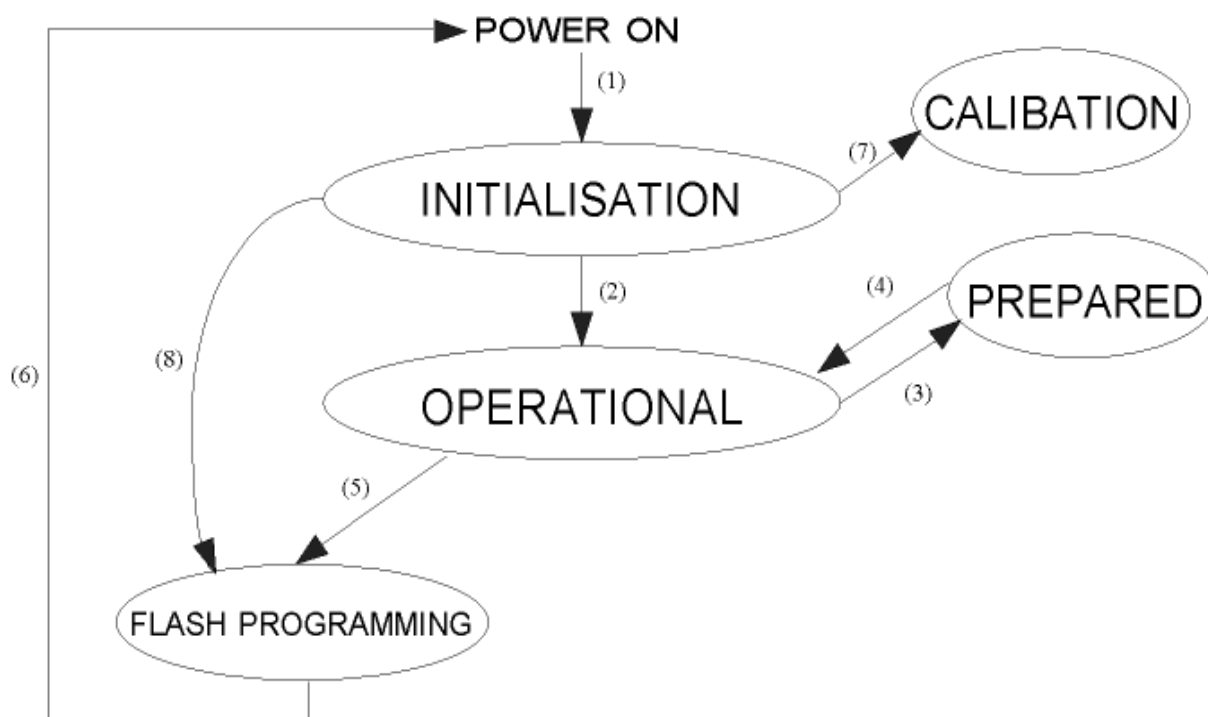 POWER ON
(1)
CALIBATION
(7)
INITIALISATION
(2)
(4)
PREPARED
(8)
(6)
(3)
OPERATIONAL
(5)
FLASH PROGRAMMING